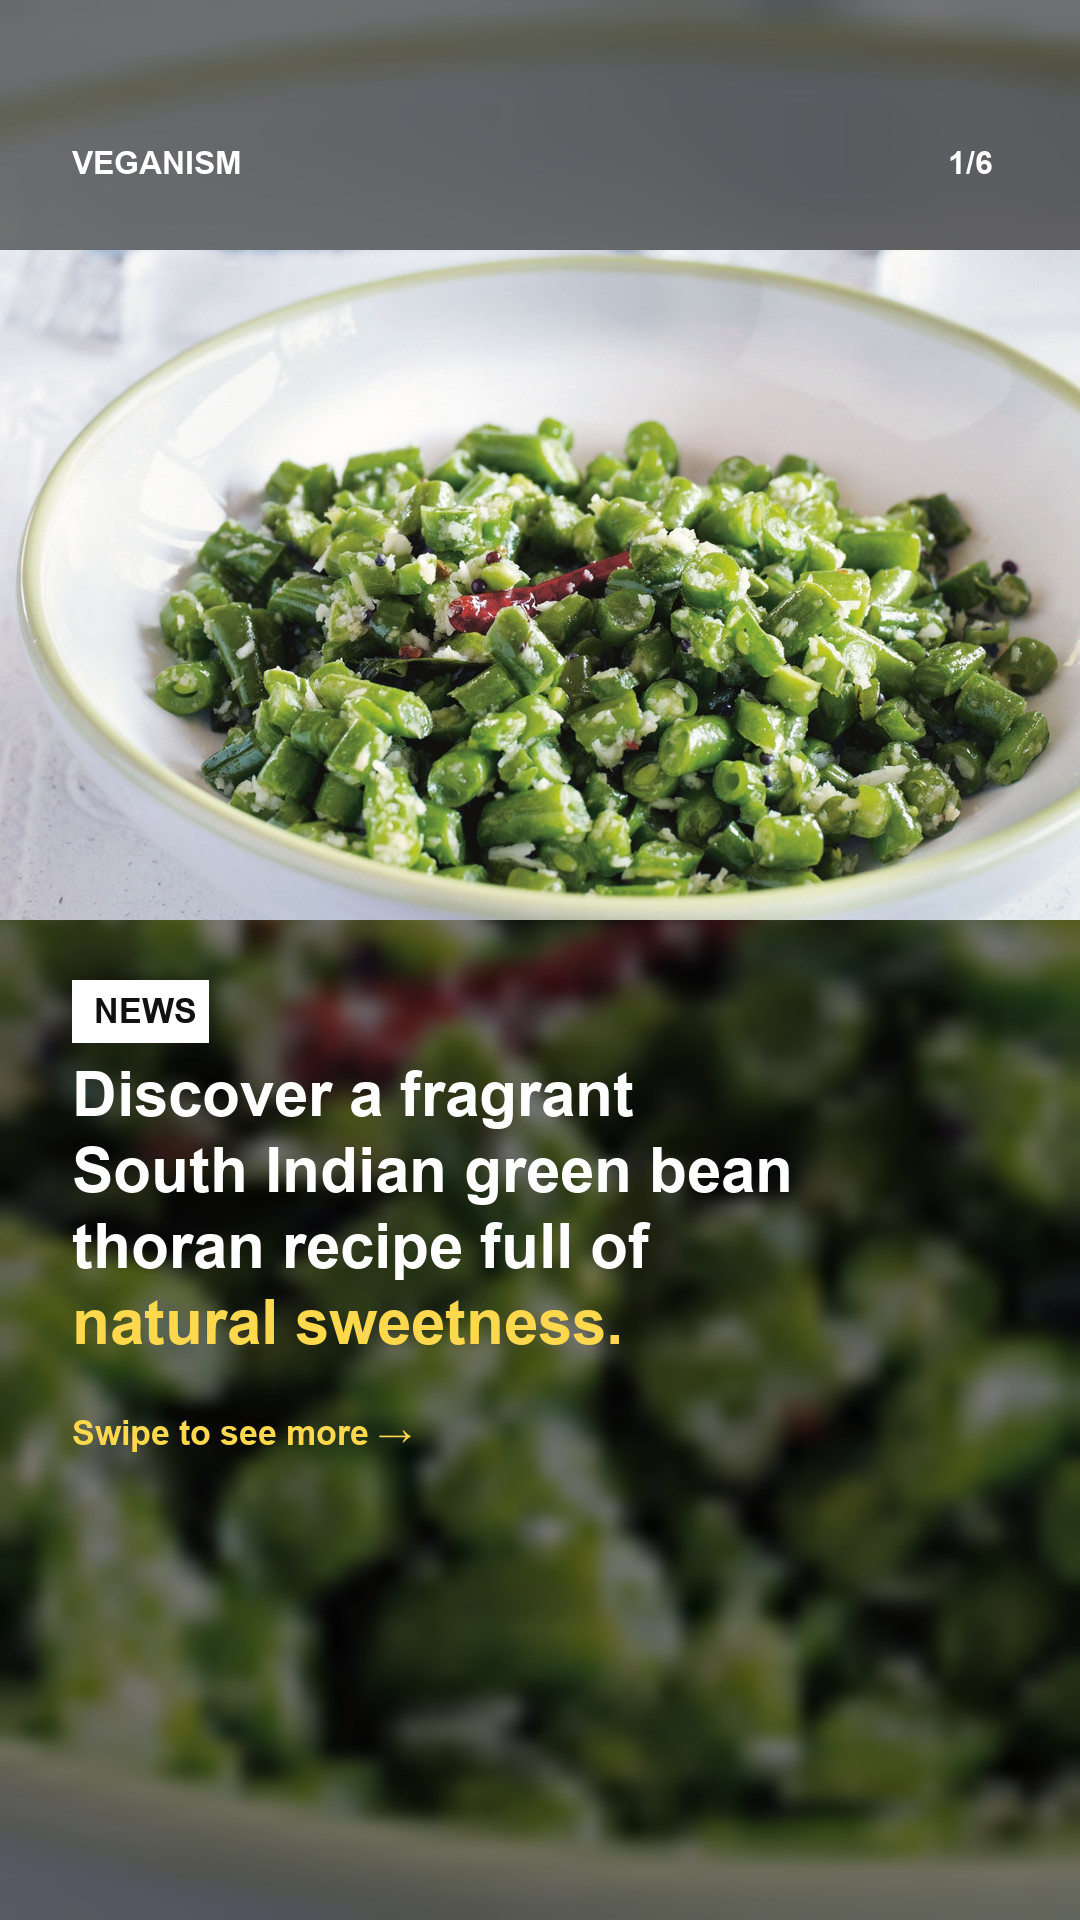 VEGANISM
1/6
NEWS
Discover a fragrant
South Indian green bean
thoran recipe full of
natural sweetness.
Swipe to see more →